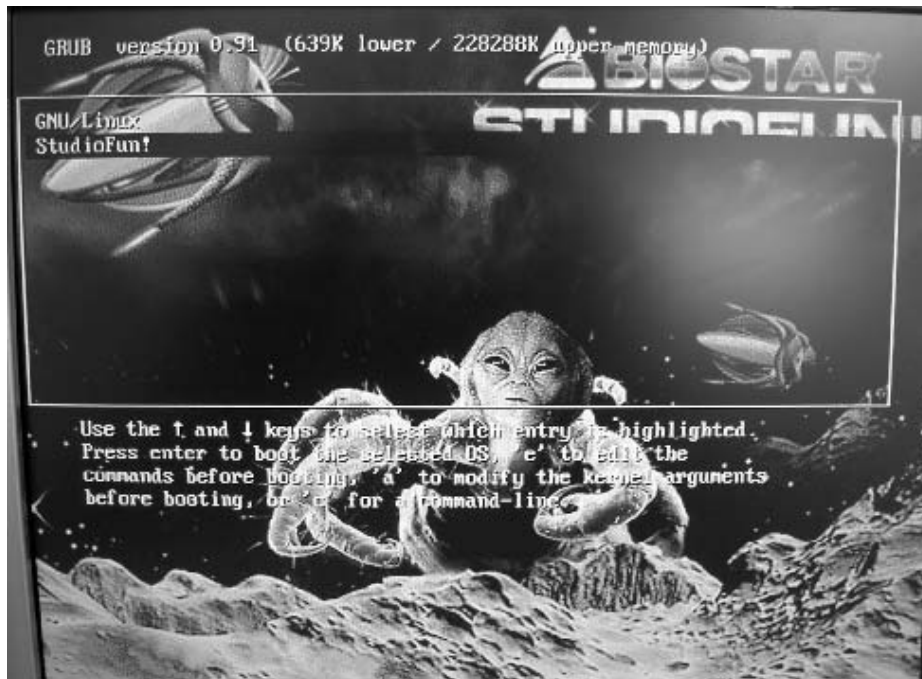 GRUB version 0.91 (639K lower / 228288K upper memory)
BIOSTAR
STUDIOFUN
GNU/Linux
StudioFun!
Use the ↑ and ↓ keys to select which entry is highlighted.
Press enter to boot the selected OS, 'e' to edit the
commands before booting, 'a' to modify the kernel arguments
before booting, or 'c' for a command-line.